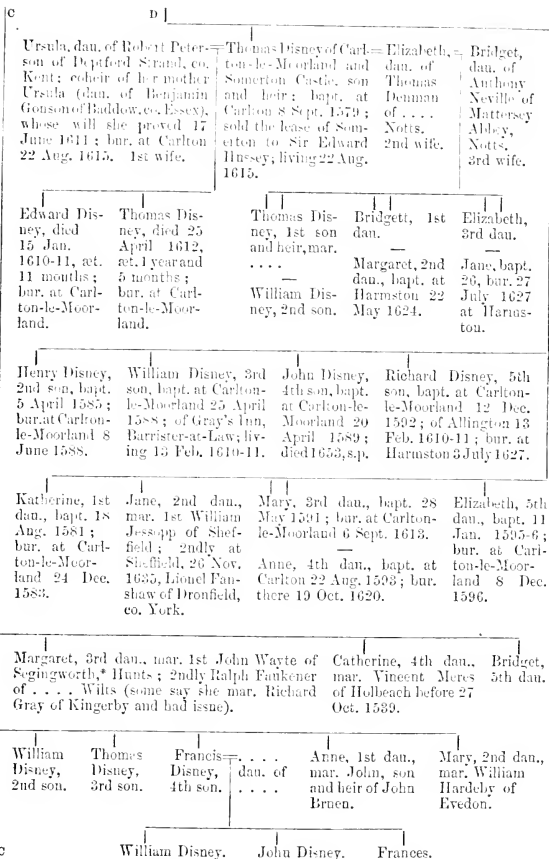 C D
Ursula, dau. of Robert Peter-
son of Deptford Strand, co.
Kent; coheir of her mother
Ursula (dau. of Benjamin
Gonson of Baddow, co. Essex),
whose will she proved 17
June 1611; bur. at Carlton
22 Aug. 1615. 1st wife.
=Thomas Disney of Carl-
ton-le-Moorland and
Somerton Castle, son
and heir; bapt. at
Carlton 8 Sept. 1579;
sold the lease of Som-
erton to Sir Edward
Hussey; living 22 Aug.
1615.
=Elizabeth,
dau. of
Thomas
Denman
of . . . .
Notts.
2nd wife.
= Bridget,
dau. of
Anthony
Neville of
Mattersey
Abbey,
Notts.
3rd wife.
Edward Dis-
ney, died
15 Jan.
1610-11, æt.
11 months;
bur. at Carl-
ton-le-Moor-
land.
Thomas Dis-
ney, died 25
April 1612,
æt. 1 year and
5 months;
bur. at Carl-
ton-le-Moor-
land.
Thomas Dis-
ney, 1st son
and heir, mar.
. . . .
—
William Dis-
ney, 2nd son.
Bridgett, 1st
dau.
—
Margaret, 2nd
dau., bapt. at
Harmston 22
May 1624.
Elizabeth,
3rd dau.
—
Jane, bapt.
26, bur. 27
July 1627
at Harms-
ton.
Henry Disney,
2nd son, bapt.
5 April 1585;
bur. at Carlton-
le-Moorland 8
June 1588.
William Disney, 3rd
son, bapt. at Carlton-
le-Moorland 25 April
1588; of Gray's Inn,
Barrister-at-Law; liv-
ing 13 Feb. 1610-11.
John Disney,
4th son, bapt.
at Carlton-le-
Moorland 20
April 1589;
died 1653, s.p.
Richard Disney, 5th
son, bapt. at Carlton-
le-Moorland 12 Dec.
1592; of Allington 13
Feb. 1610-11; bur. at
Harmston 3 July 1627.
Katherine, 1st
dau., bapt. 18
Aug. 1581;
bur. at Carl-
ton-le-Moor-
land 24 Dec.
1583.
Jane, 2nd dau.,
mar. 1st William
Jessopp of Shef-
field; 2ndly at
Sheffield, 26 Nov.
1635, Lionel Fan-
shaw of Dronfield,
co. York.
Mary, 3rd dau., bapt. 28
May 1591; bur. at Carlton-
le-Moorland 6 Sept. 1613.
—
Anne, 4th dau., bapt. at
Carlton 22 Aug. 1593; bur.
there 19 Oct. 1620.
Elizabeth, 5th
dau., bapt. 11
Jan. 1595-6;
bur. at Carl-
ton-le-Moor-
land 8 Dec.
1596.
Margaret, 3rd dau., mar. 1st John Wayte of
Segingworth,* Hunts; 2ndly Ralph Faukener
of . . . . Wilts (some say she mar. Richard
Gray of Kingerby and had issue).
Catherine, 4th dau.,
mar. Vincent Meres
of Holbeach before 27
Oct. 1539.
Bridget,
5th dau.
William
Disney,
2nd son.
Thomas
Disney,
3rd son.
Francis=. . . .
Disney, dau. of
4th son. . . . .
Anne, 1st dau.,
mar. John, son
and heir of John
Bruen.
Mary, 2nd dau.,
mar. William
Hardeby of
Evedon.
C William Disney. John Disney. Frances.